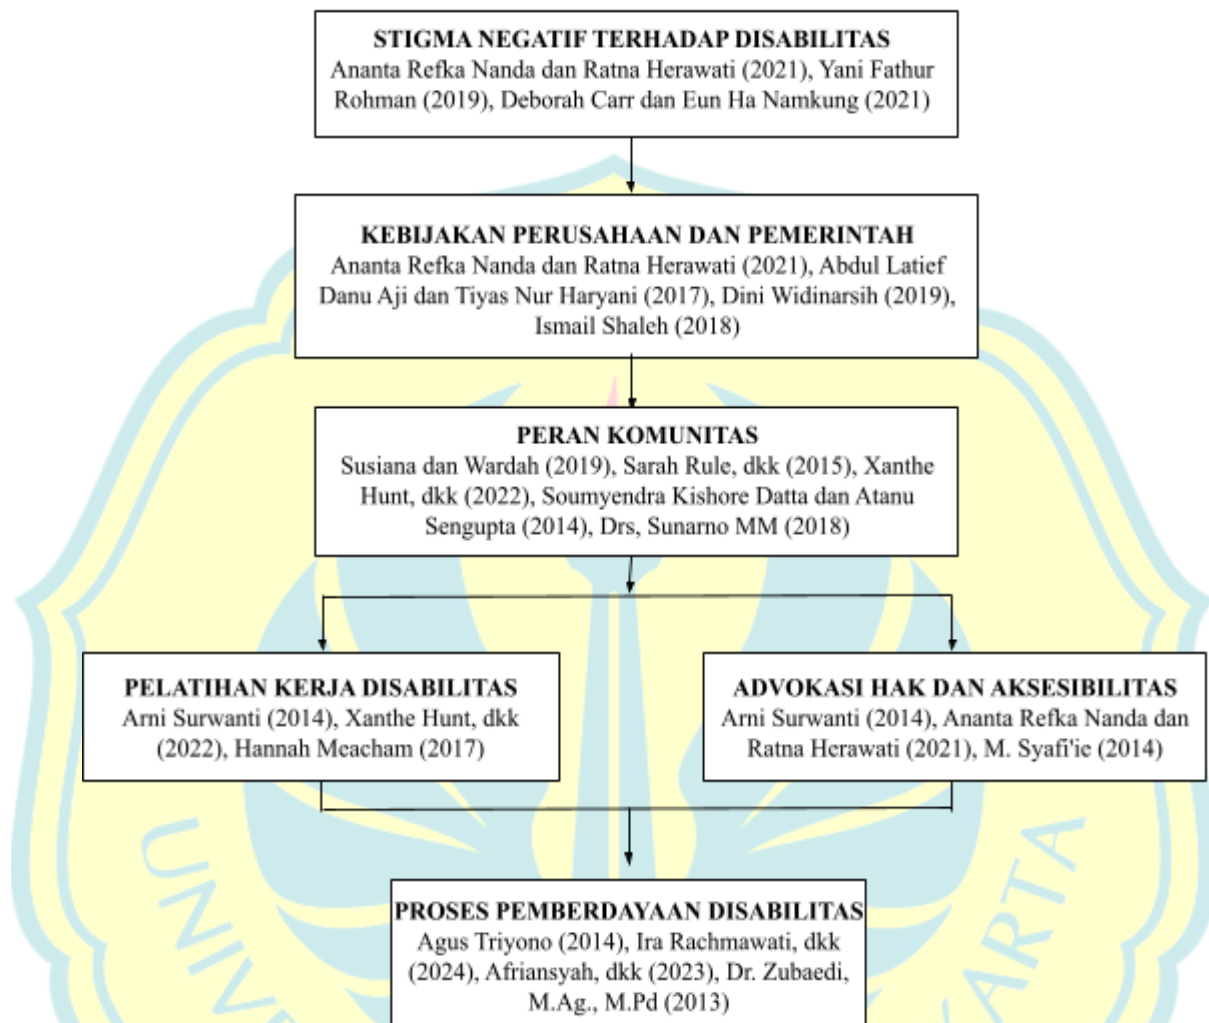 STIGMA NEGATIF TERHADAP DISABILITAS
Ananta Refka Nanda dan Ratna Herawati (2021), Yani Fathur
Rohman (2019), Deborah Carr dan Eun Ha Namkung (2021)
KEBIJAKAN PERUSAHAAN DAN PEMERINTAH
Ananta Refka Nanda dan Ratna Herawati (2021), Abdul Latief
Danu Aji dan Tiyas Nur Haryani (2017), Dini Widinarsih (2019),
Ismail Shaleh (2018)
PERAN KOMUNITAS
Susiana dan Wardah (2019), Sarah Rule, dkk (2015), Xanthe
Hunt, dkk (2022), Soumyendra Kishore Datta dan Atanu
Sengupta (2014), Drs, Sunarno MM (2018)
PELATIHAN KERJA DISABILITAS
Arni Surwanti (2014), Xanthe Hunt, dkk
(2022), Hannah Meacham (2017)
ADVOKASI HAK DAN AKSESIBILITAS
Arni Surwanti (2014), Ananta Refka Nanda dan
Ratna Herawati (2021), M. Syafi'ie (2014)
PROSES PEMBERDAYAAN DISABILITAS
Agus Triyono (2014), Ira Rachmawati, dkk
(2024), Afriansyah, dkk (2023), Dr. Zubaedi,
M.Ag., M.Pd (2013)